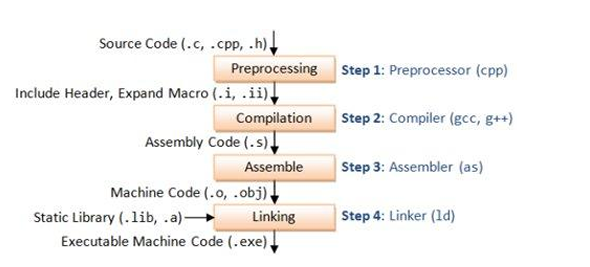 Source Code (.c, .cpp, .h)
Preprocessing
Step 1: Preprocessor (cpp)
Include Header, Expand Macro (.i, .ii)
Compilation
Step 2: Compiler (gcc, g++)
Assembly Code (.s)
Assemble
Step 3: Assembler (as)
Machine Code (.o, .obj)
Static Library (.lib, .a)
Linking
Step 4: Linker (ld)
Executable Machine Code (.exe)